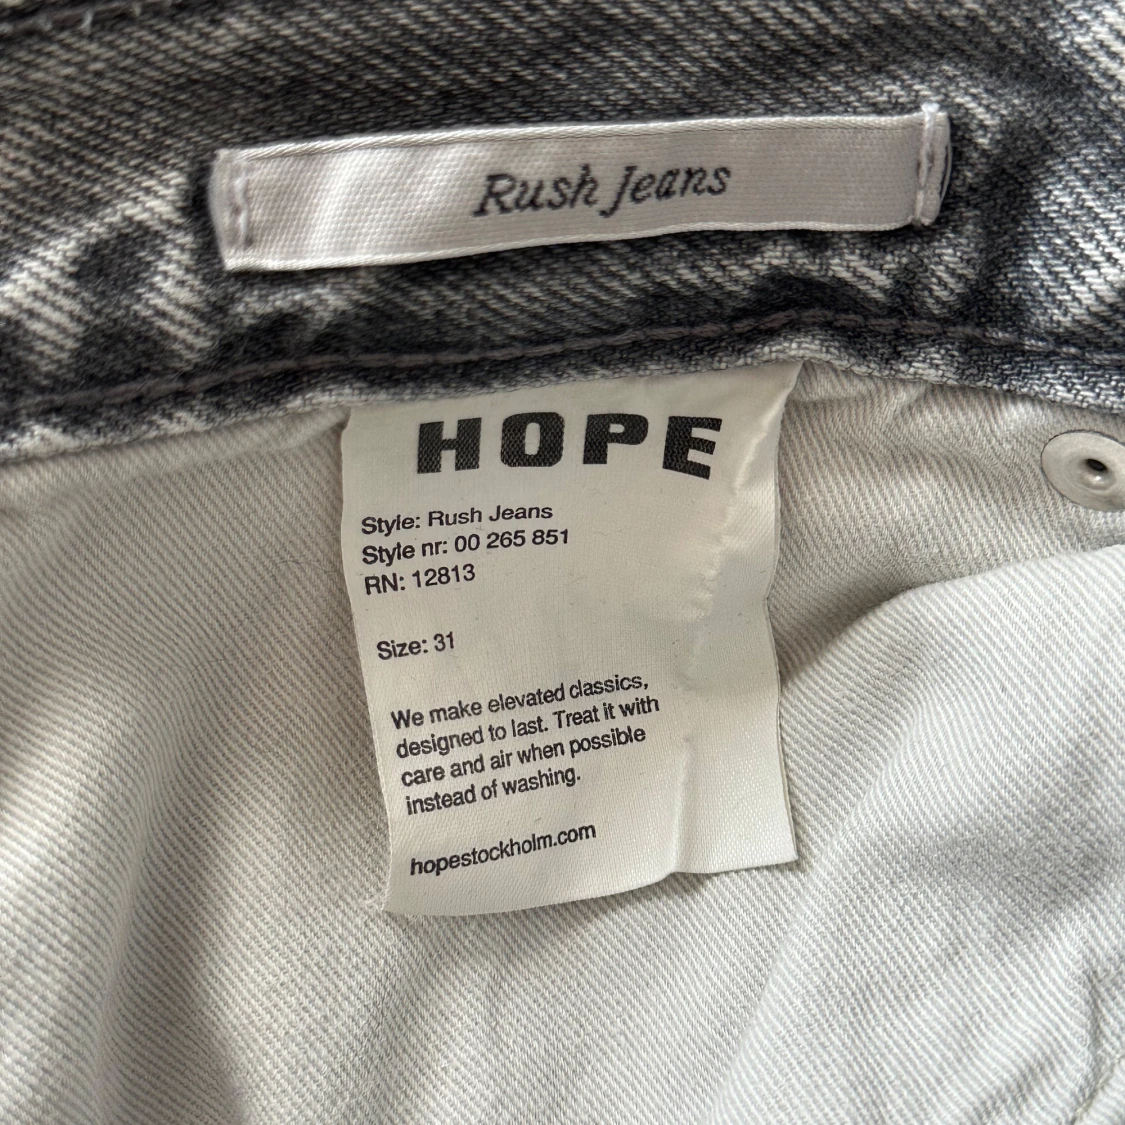 Rush Jeans
HOPE
Style: Rush Jeans
Style nr: 00 265 851
RN: 12813
Size: 31
We make elevated classics,
designed to last. Treat it with
care and air when possible
instead of washing.
hopestockholm.com